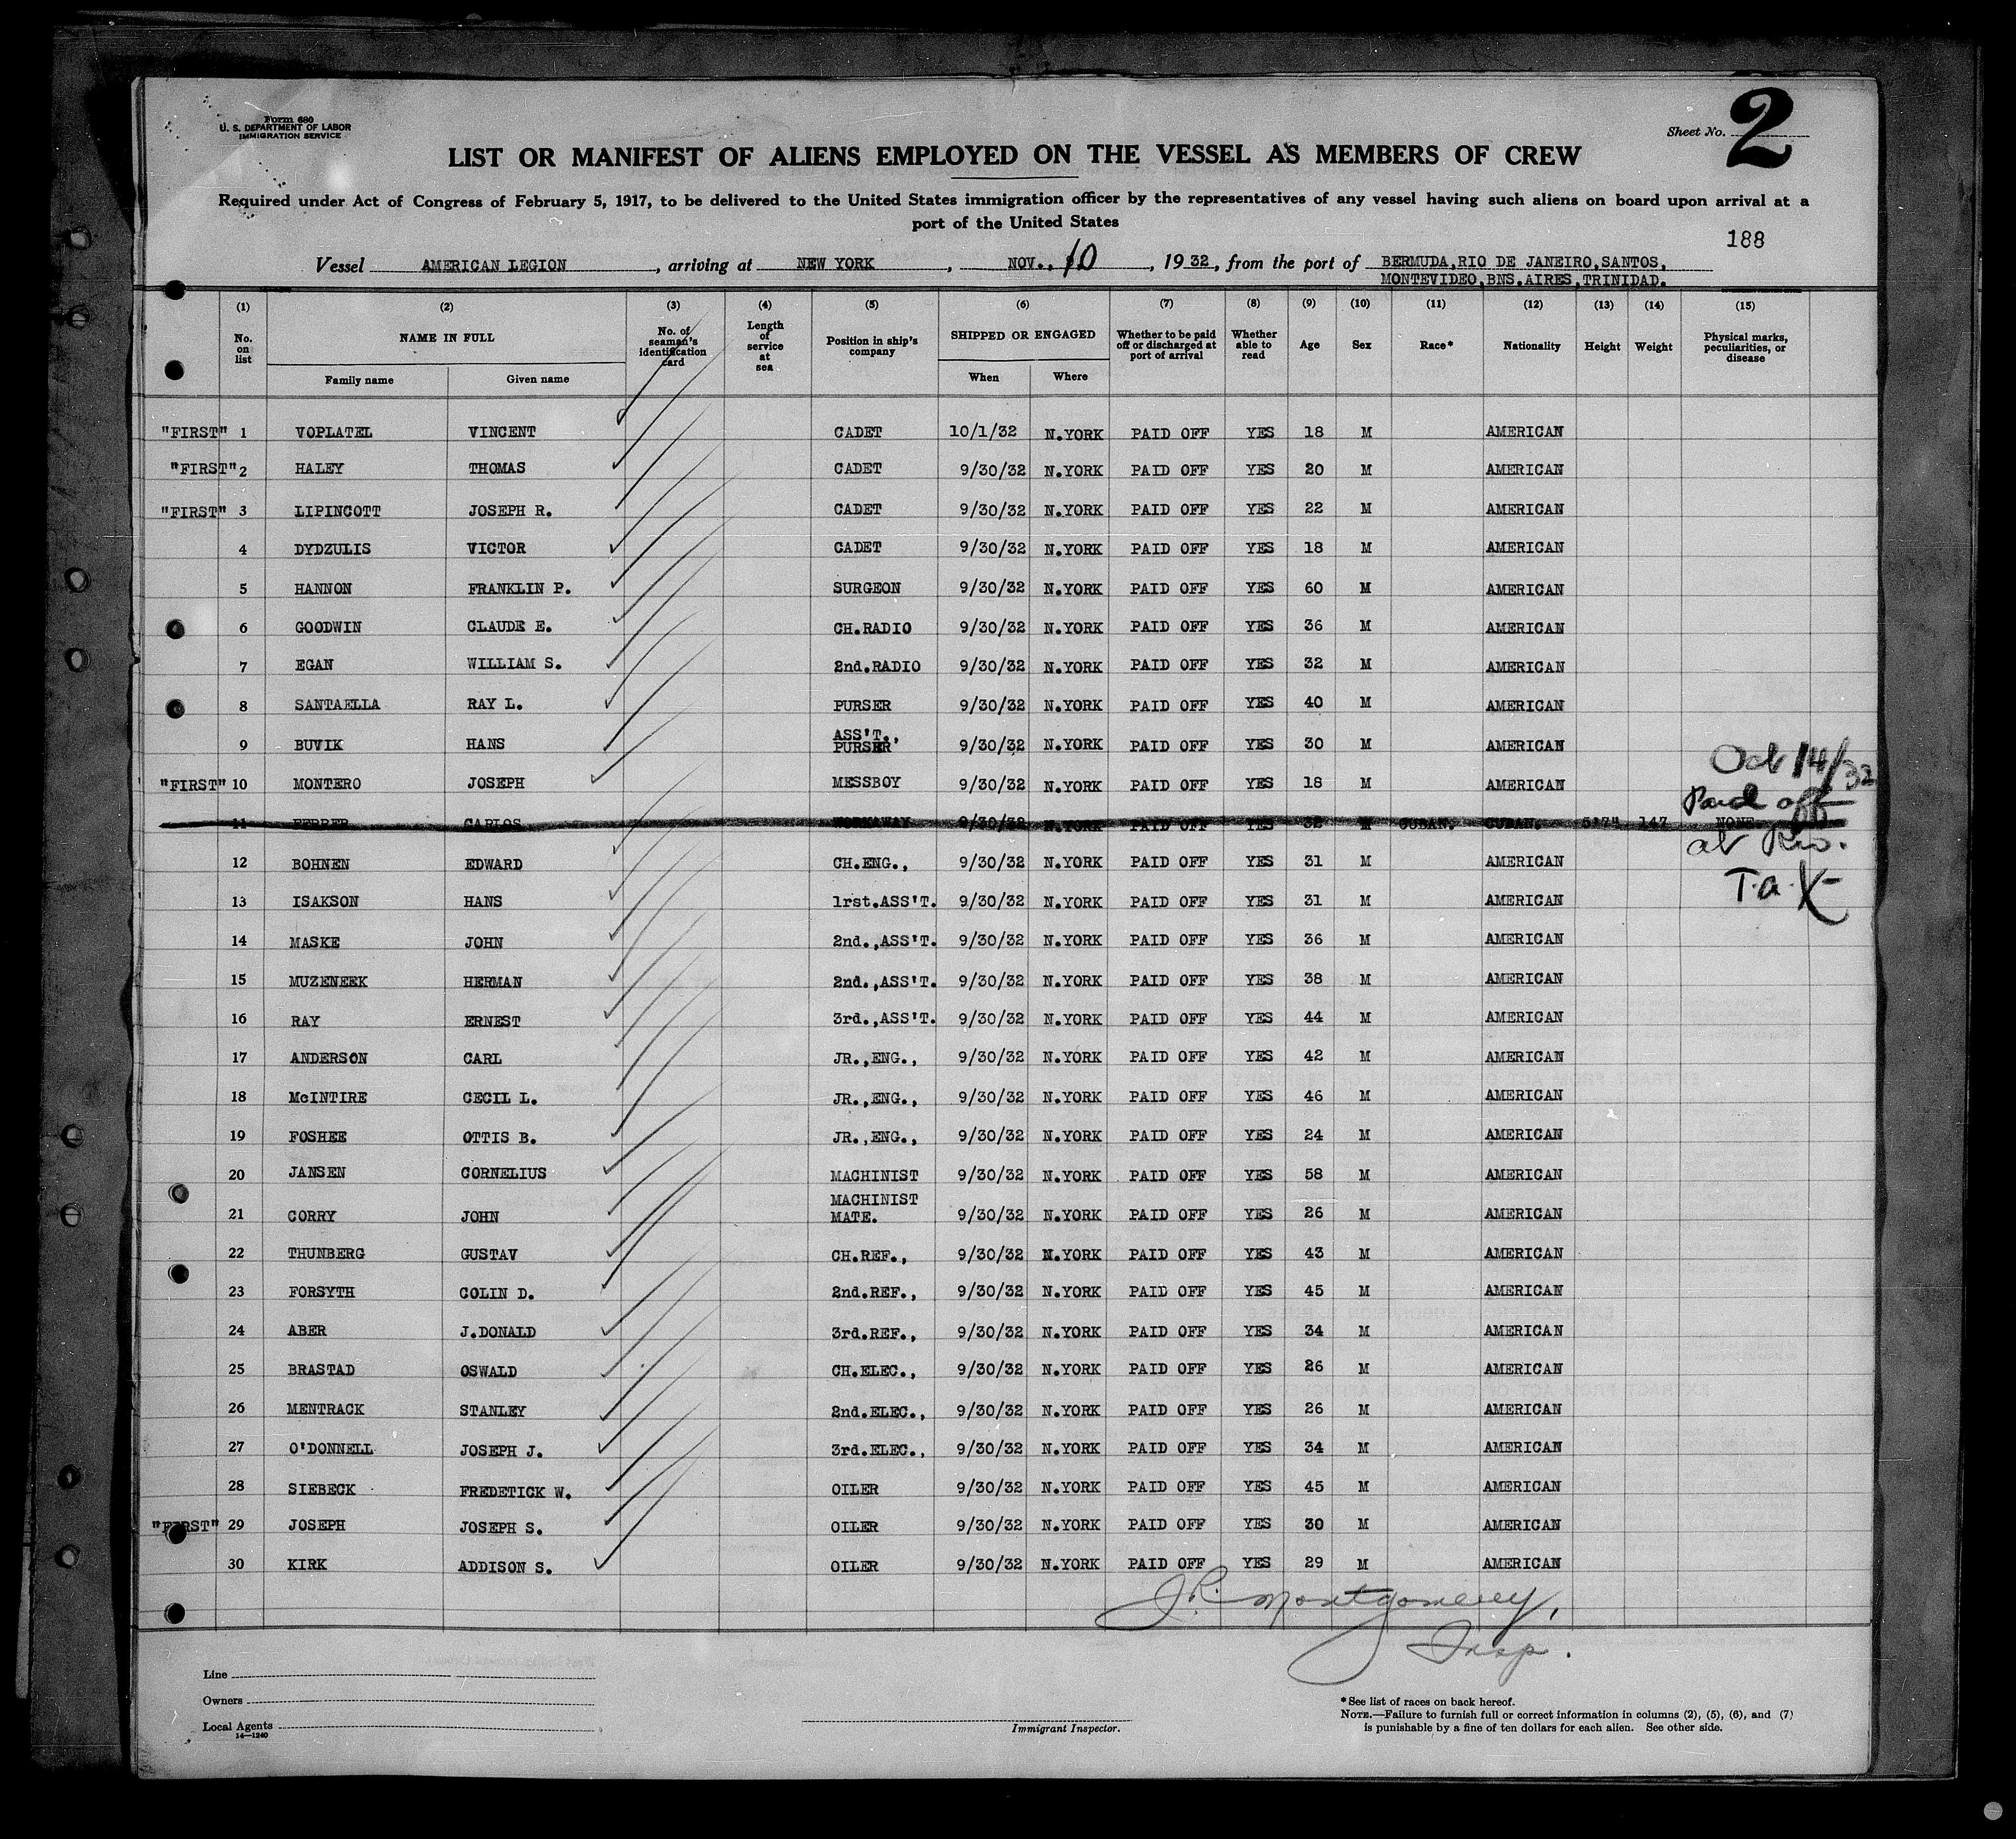 Form 680
U. S. DEPARTMENT OF LABOR
IMMIGRATION SERVICE
Sheet No. 2
LIST OR MANIFEST OF ALIENS EMPLOYED ON THE VESSEL AS MEMBERS OF CREW
Required under Act of Congress of February 5, 1917, to be delivered to the United States immigration officer by the representatives of any vessel having such aliens on board upon arrival at a
port of the United States
188
Vessel AMERICAN LEGION, arriving at NEW YORK, NOV., 10, 1932, from the port of BERMUDA, RIO DE JANEIRO, SANTOS,
MONTEVIDEO, BNS. AIRES, TRINIDAD.
(1) (2) (3) (4) (5) (6) (7) (8) (9) (10) (11) (12) (13) (14) (15)
No. on list NAME IN FULL Family name Given name No. of seaman's identification card Length of service at sea Position in ship's company SHIPPED OR ENGAGED When Where Whether to be paid off or discharged at port of arrival Whether able to read Age Sex Race* Nationality Height Weight Physical marks, peculiarities, or disease
"FIRST" 1 VOPLATEL VINCENT CADET 10/1/32 N.YORK PAID OFF YES 18 M AMERICAN
"FIRST" 2 HALEY THOMAS CADET 9/30/32 N.YORK PAID OFF YES 20 M AMERICAN
"FIRST" 3 LIPINCOTT JOSEPH R. CADET 9/30/32 N.YORK PAID OFF YES 22 M AMERICAN
4 DYDZULIS VICTOR CADET 9/30/32 N.YORK PAID OFF YES 18 M AMERICAN
5 HANNON FRANKLIN P. SURGEON 9/30/32 N.YORK PAID OFF YES 60 M AMERICAN
6 GOODWIN CLAUDE E. CH.RADIO 9/30/32 N.YORK PAID OFF YES 36 M AMERICAN
7 EGAN WILLIAM S. 2nd.RADIO 9/30/32 N.YORK PAID OFF YES 32 M AMERICAN
8 SANTAELLA RAY L. PURSER 9/30/32 N.YORK PAID OFF YES 40 M AMERICAN
9 BUVIK HANS ASS'T., PURSER 9/30/32 N.YORK PAID OFF YES 30 M AMERICAN
"FIRST" 10 MONTERO JOSEPH MESSBOY 9/30/32 N.YORK PAID OFF YES 18 M AMERICAN
Oct 14/32
Paid off
11 FERRER CARLOS WORKAWAY 9/30/32 N.YORK PAID OFF YES 32 M CUBAN. CUBAN. 5'7" 147 NONE
at Rio.
12 BOHNEN EDWARD CH.ENG., 9/30/32 N.YORK PAID OFF YES 31 M AMERICAN
T.a.X
13 ISAKSON HANS 1rst.ASS'T. 9/30/32 N.YORK PAID OFF YES 31 M AMERICAN
14 MASKE JOHN 2nd.,ASS'T. 9/30/32 N.YORK PAID OFF YES 36 M AMERICAN
15 MUZENEEK HERMAN 2nd.,ASS'T. 9/30/32 N.YORK PAID OFF YES 38 M AMERICAN
16 RAY ERNEST 3rd.,ASS'T. 9/30/32 N.YORK PAID OFF YES 44 M AMERICAN
17 ANDERSON CARL JR.,ENG., 9/30/32 N.YORK PAID OFF YES 42 M AMERICAN
18 McINTIRE CECIL L. JR.,ENG., 9/30/32 N.YORK PAID OFF YES 46 M AMERICAN
19 FOSHEE OTTIS B. JR.,ENG., 9/30/32 N.YORK PAID OFF YES 24 M AMERICAN
20 JANSEN CORNELIUS MACHINIST 9/30/32 N.YORK PAID OFF YES 58 M AMERICAN
21 CORRY JOHN MACHINIST MATE. 9/30/32 N.YORK PAID OFF YES 26 M AMERICAN
22 THUNBERG GUSTAV CH.REF., 9/30/32 N.YORK PAID OFF YES 43 M AMERICAN
23 FORSYTH COLIN D. 2nd.REF., 9/30/32 N.YORK PAID OFF YES 45 M AMERICAN
24 ABER J.DONALD 3rd.REF., 9/30/32 N.YORK PAID OFF YES 34 M AMERICAN
25 BRASTAD OSWALD CH.ELEC., 9/30/32 N.YORK PAID OFF YES 26 M AMERICAN
26 MENTRACK STANLEY 2nd.ELEC., 9/30/32 N.YORK PAID OFF YES 26 M AMERICAN
27 O'DONNELL JOSEPH J. 3rd.ELEC., 9/30/32 N.YORK PAID OFF YES 34 M AMERICAN
28 SIEBECK FREDETICK W. OILER 9/30/32 N.YORK PAID OFF YES 45 M AMERICAN
"FIRST" 29 JOSEPH JOSEPH S. OILER 9/30/32 N.YORK PAID OFF YES 30 M AMERICAN
30 KIRK ADDISON S. OILER 9/30/32 N.YORK PAID OFF YES 29 M AMERICAN
J.R. Montgomery,
Insp.
Line
Owners
Local Agents
14—1240
Immigrant Inspector.
*See list of races on back hereof.
NOTE.—Failure to furnish full or correct information in columns (2), (5), (6), and (7)
is punishable by a fine of ten dollars for each alien. See other side.